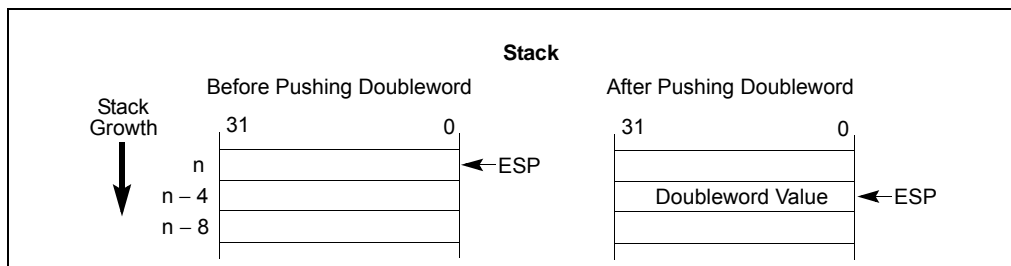 Stack
Before Pushing Doubleword
After Pushing Doubleword
Stack
Growth
31 0
31 0
n
ESP
n – 4
Doubleword Value
ESP
n – 8